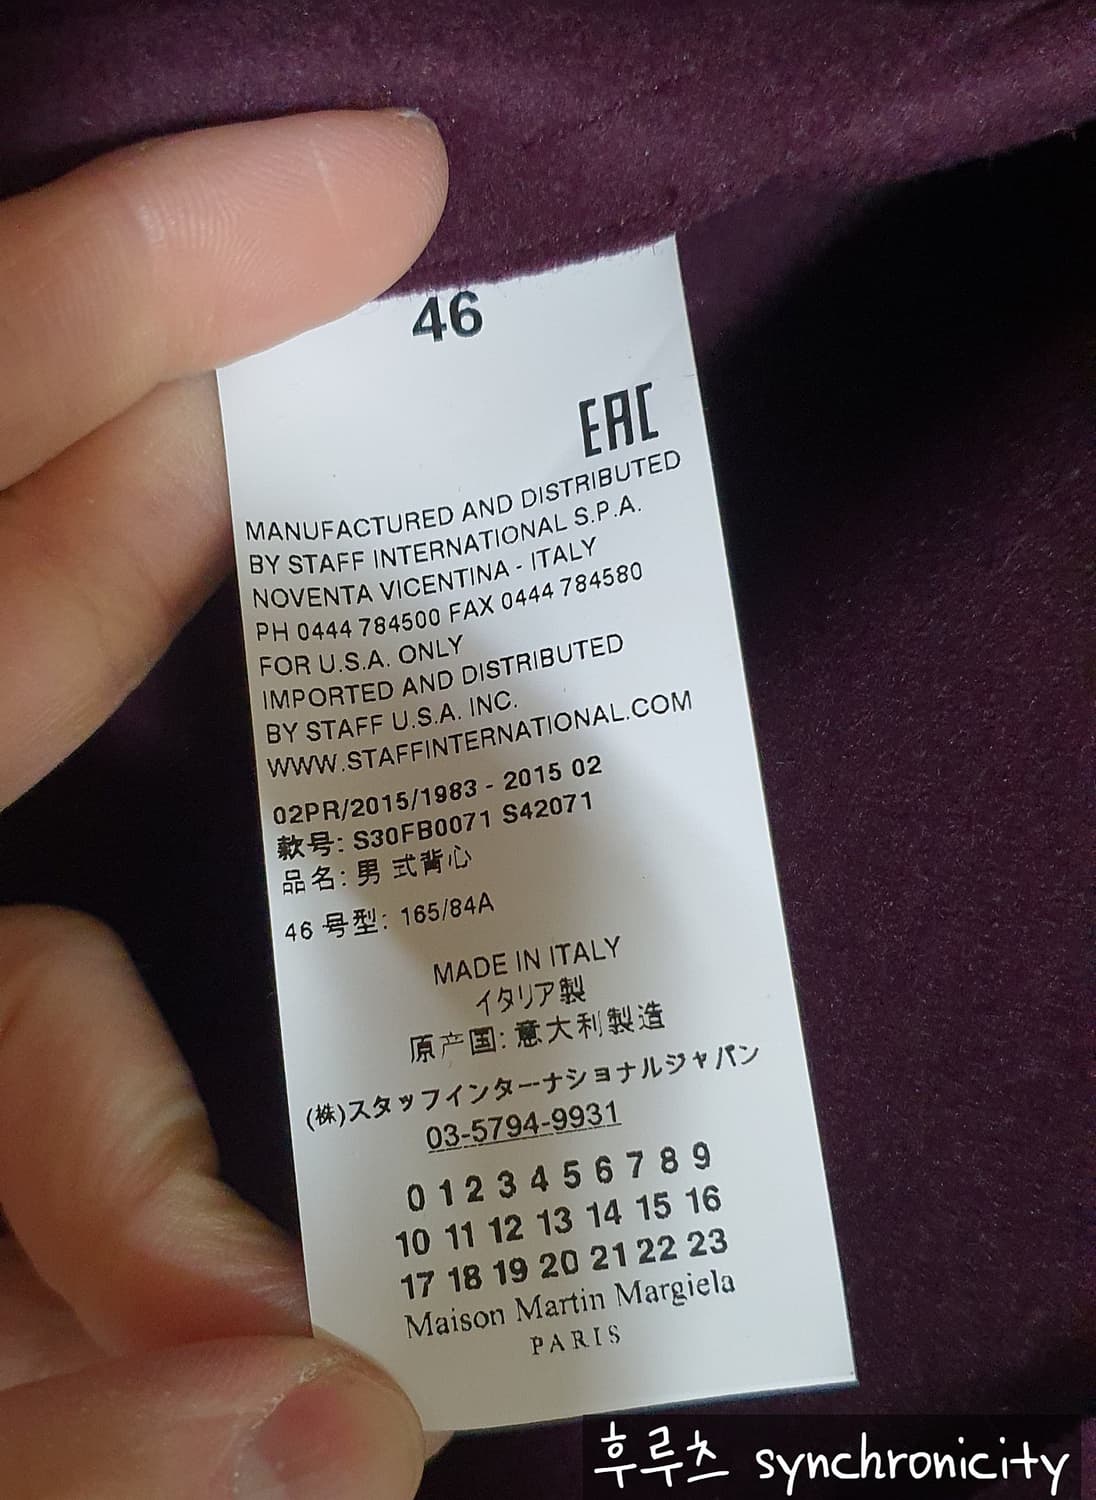 46
EAC
MANUFACTURED AND DISTRIBUTED
BY STAFF INTERNATIONAL S.P.A.
NOVENTA VICENTINA - ITALY
PH 0444 784500 FAX 0444 784580
FOR U.S.A. ONLY
IMPORTED AND DISTRIBUTED
BY STAFF U.S.A. INC.
WWW.STAFFINTERNATIONAL.COM
02PR/2015/1983 - 2015 02
款号: S30FB0071 S42071
品名: 男 式背心
46 号型: 165/84A
MADE IN ITALY
イタリア製
原产国: 意大利製造
(株)スタッフインターナショナルジャパン
03-5794-9931
0 1 2 3 4 5 6 7 8 9
10 11 12 13 14 15 16
17 18 19 20 21 22 23
Maison Martin Margiela
PARIS
후루츠 synchronicity